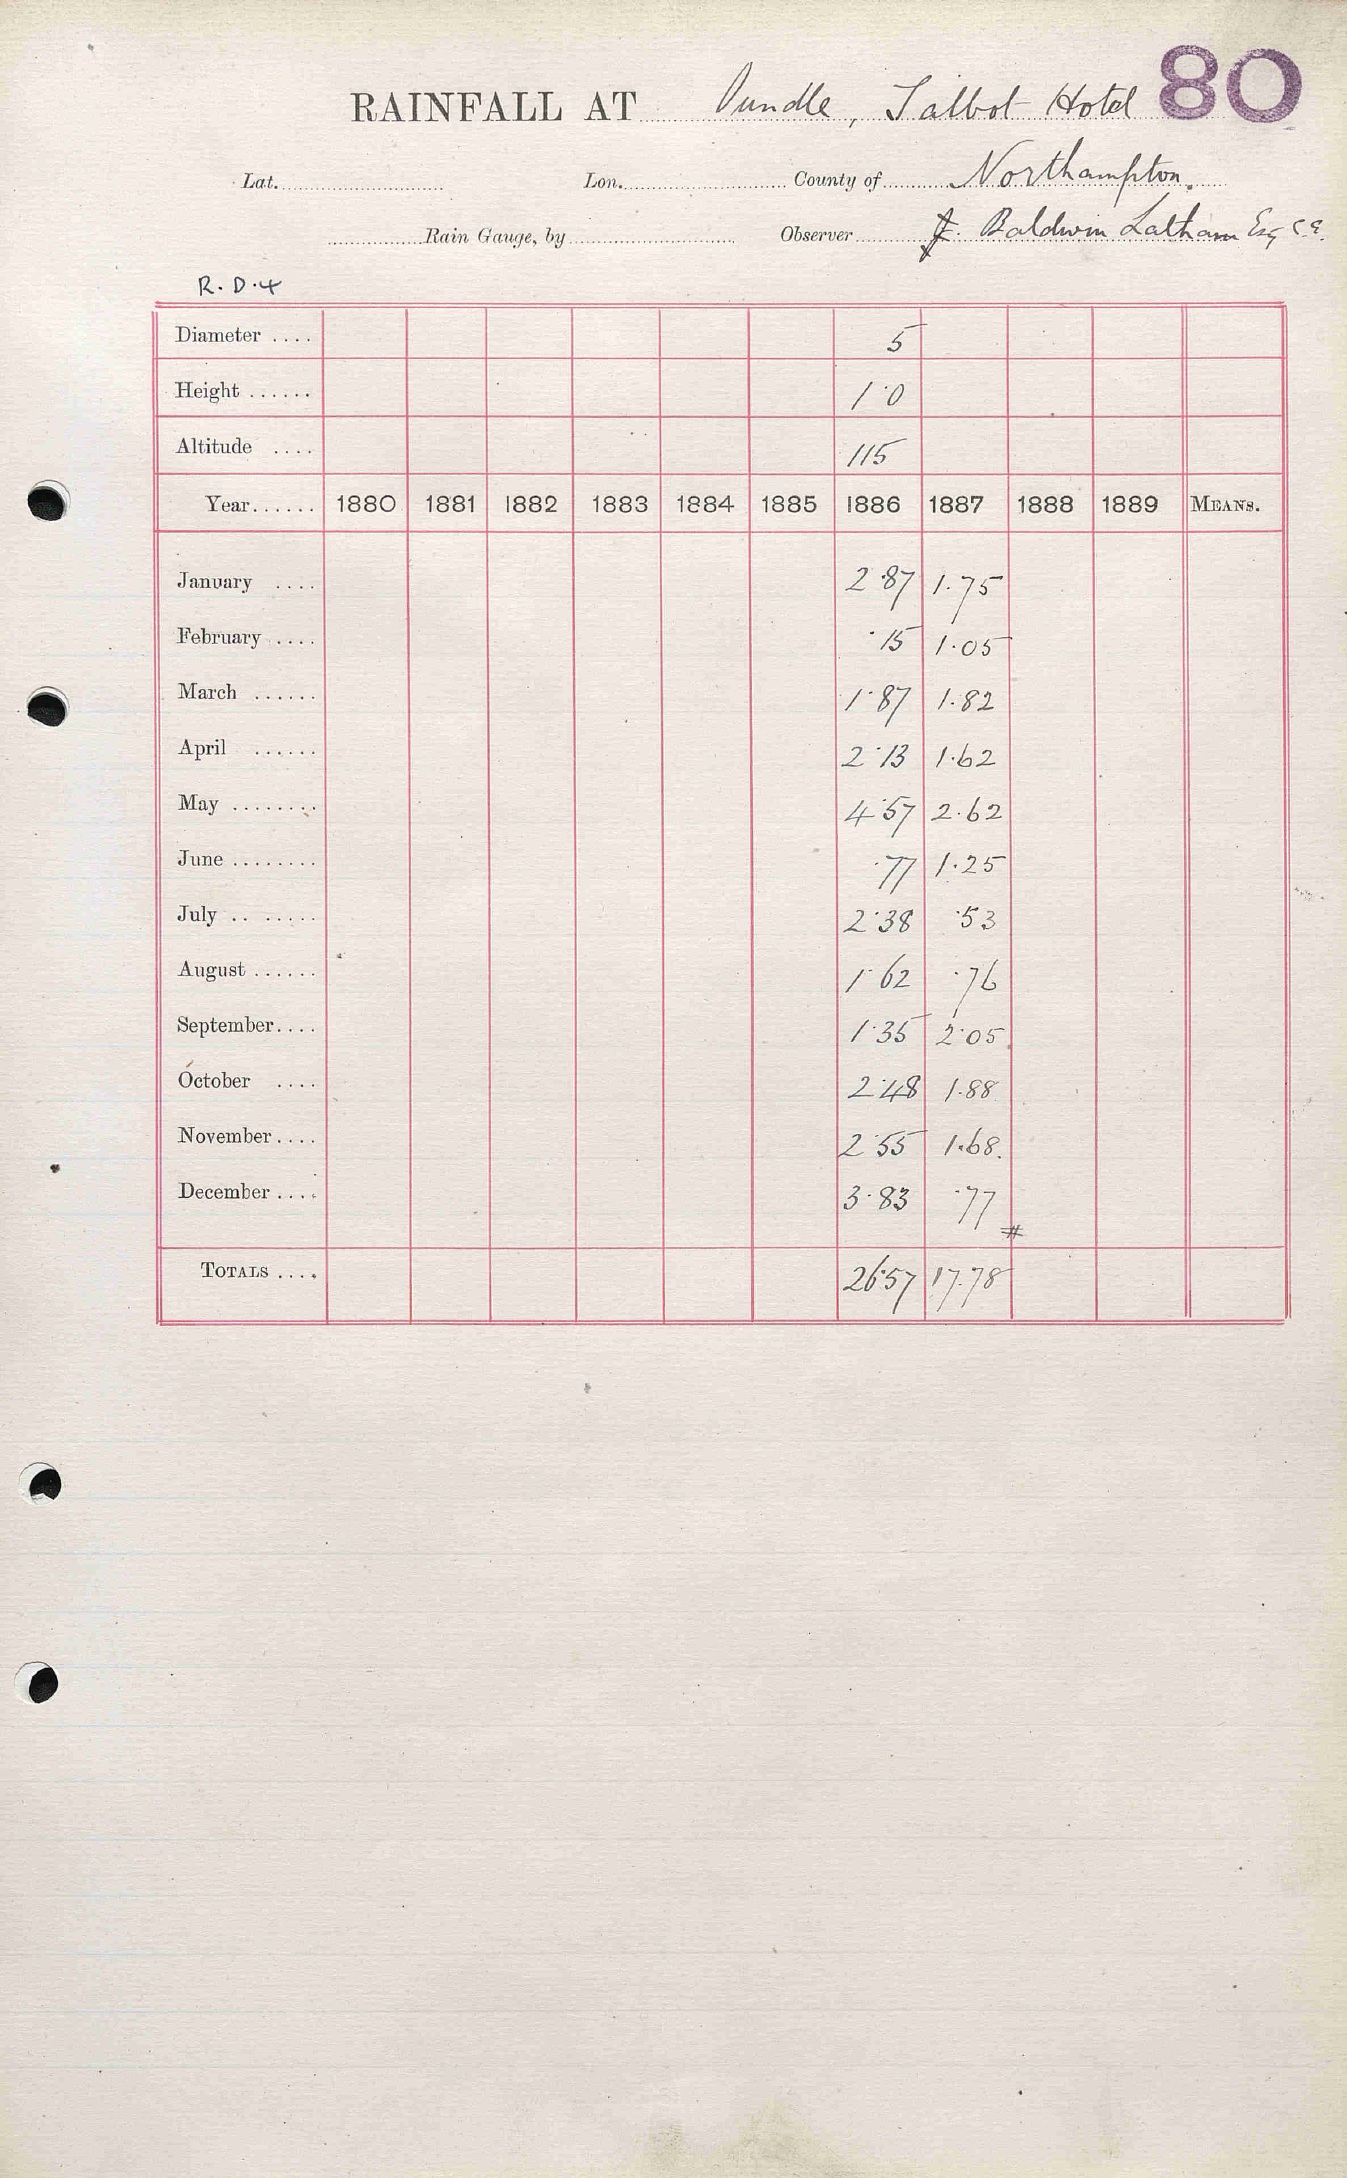 80
RAINFALL AT Oundle, Talbot Hotel
Lat. Lon. County of Northampton.
Rain Gauge, by Observer J. Baldwin Latham Esq C.E.
R.D.4
Diameter .... 5
Height ...... 1·0
Altitude .... 115
Year...... 1880 1881 1882 1883 1884 1885 1886 1887 1888 1889 MEANS.
January .... 2·87 1·75
February .... ·15 1·05
March ...... 1·87 1·82
April ...... 2·13 1·62
May ........ 4·57 2·62
June ........ ·77 1·25
July .. ..... 2·38 ·53
August ...... 1·62 ·76
September.... 1·35 2·05
October .... 2·48 1·88
November.... 2·55 1·68.
December .... 3·83 ·77
#
TOTALS .... 26·57 17·78